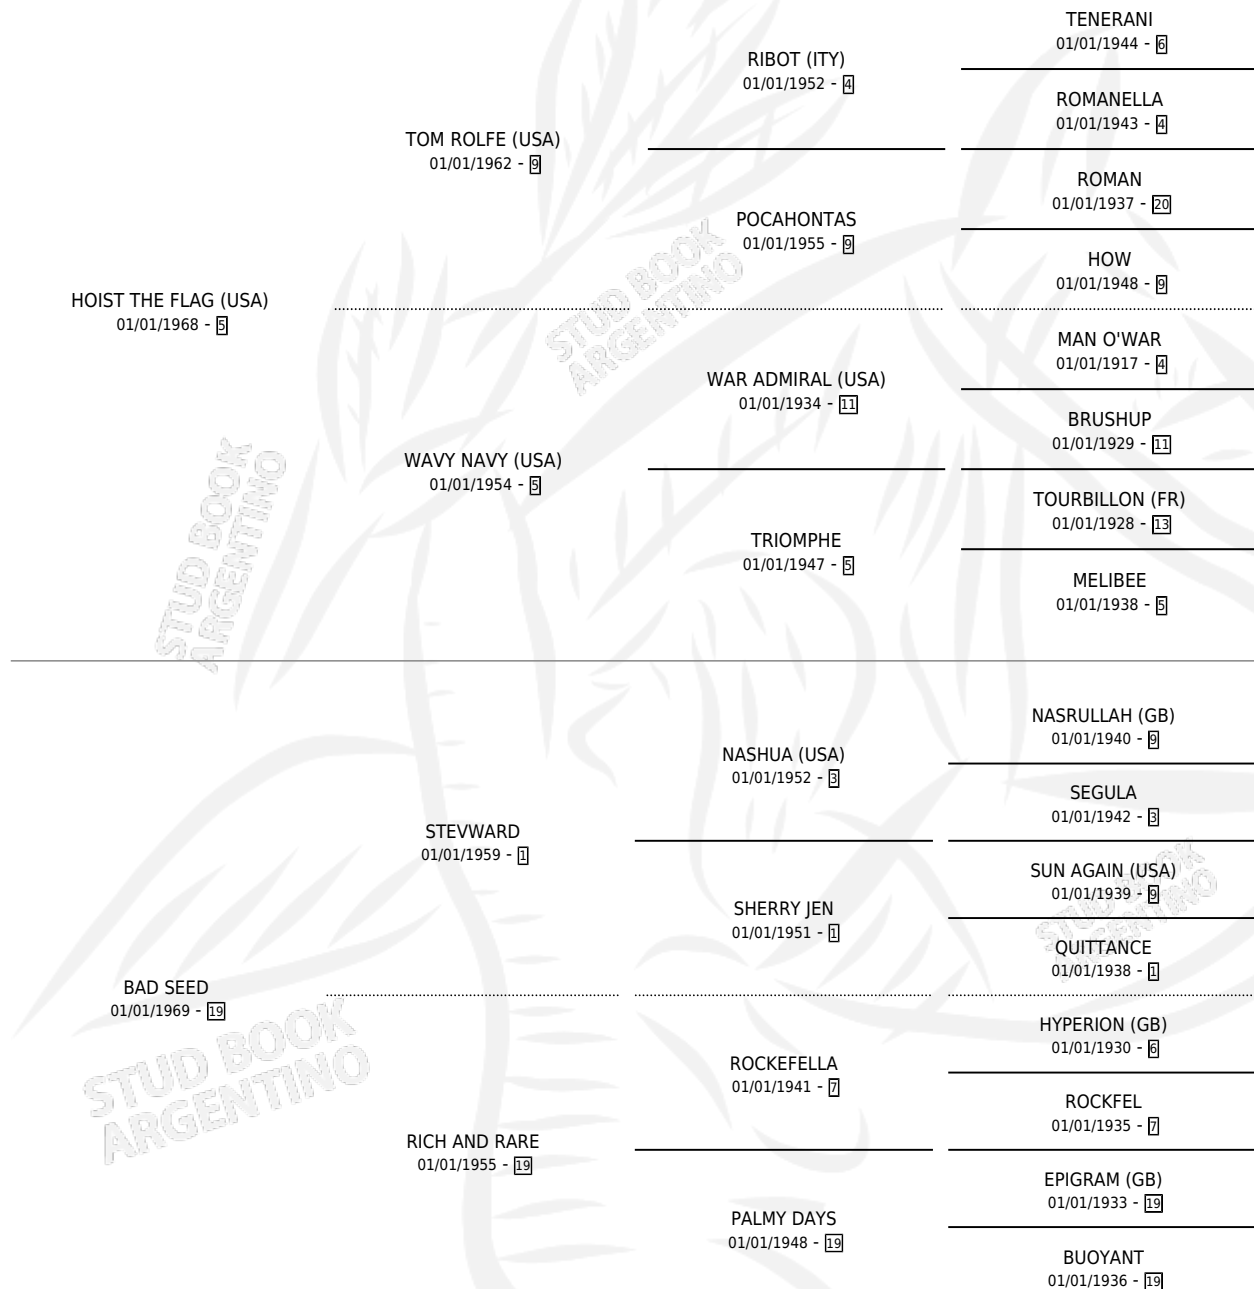 TENERANI
01/01/1944 - 6
RIBOT (ITY)
01/01/1952 - 4
ROMANELLA
01/01/1943 - 4
TOM ROLFE (USA)
01/01/1962 - 9
ROMAN
01/01/1937 - 20
POCAHONTAS
01/01/1955 - 9
HOW
01/01/1948 - 9
HOIST THE FLAG (USA)
01/01/1968 - 5
STUD BOOK
ARGENTINO
MAN O'WAR
01/01/1917 - 4
WAR ADMIRAL (USA)
01/01/1934 - 11
BRUSHUP
01/01/1929 - 11
WAVY NAVY (USA)
01/01/1954 - 5
TOURBILLON (FR)
01/01/1928 - 13
TRIOMPHE
01/01/1947 - 5
MELIBEE
01/01/1938 - 5
STUD BOOK
ARGENTINO
NASRULLAH (GB)
01/01/1940 - 9
NASHUA (USA)
01/01/1952 - 3
SEGULA
01/01/1942 - 3
STEVWARD
01/01/1959 - 1
SUN AGAIN (USA)
01/01/1939 - 9
SHERRY JEN
01/01/1951 - 1
QUITTANCE
01/01/1938 - 1
STUD BOOK
ARGENTINO
BAD SEED
01/01/1969 - 19
HYPERION (GB)
01/01/1930 - 6
ROCKEFELLA
01/01/1941 - 7
ROCKFEL
01/01/1935 - 7
STUD BOOK
ARGENTINO
RICH AND RARE
01/01/1955 - 19
EPIGRAM (GB)
01/01/1933 - 19
PALMY DAYS
01/01/1948 - 19
BUOYANT
01/01/1936 - 19